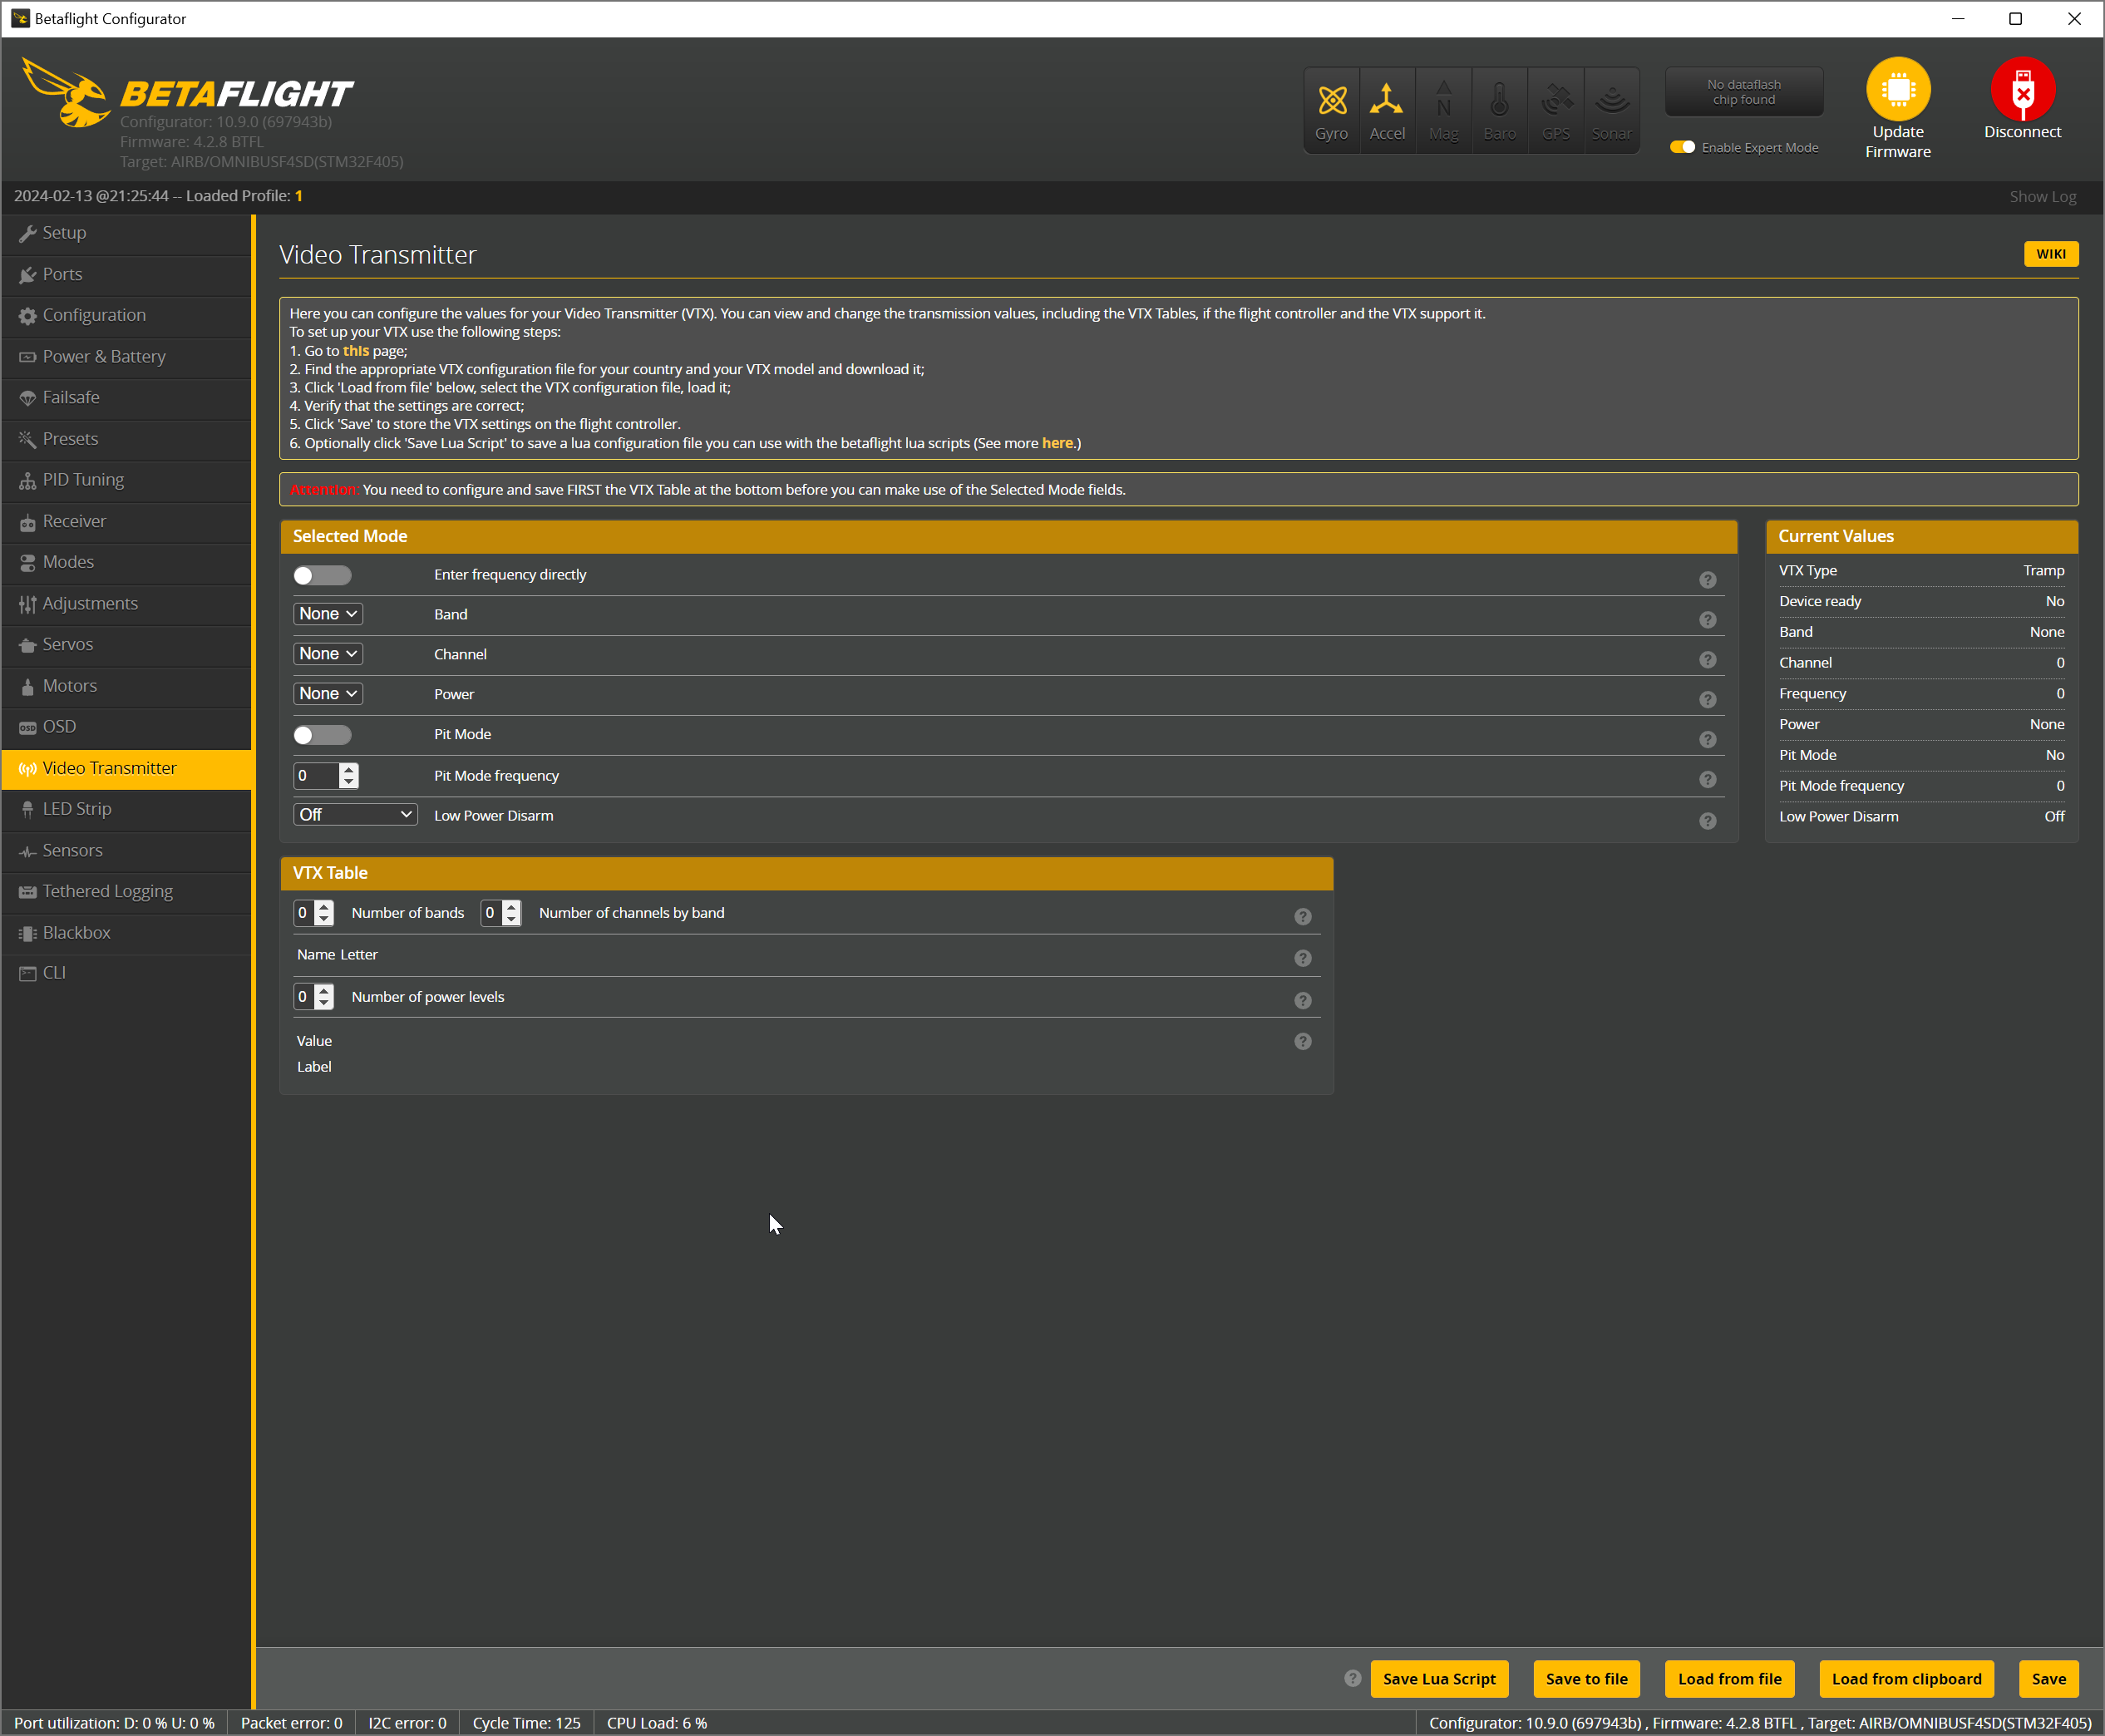 Betaflight Configurator
BETAFLIGHT
Configurator: 10.9.0 (697943b)
Firmware: 4.2.8 BTFL
Target: AIRB/OMNIBUSF4SD(STM32F405)
Gyro
Accel
N
Mag
Baro
GPS
Sonar
No dataflash
chip found
Enable Expert Mode
Update
Firmware
Disconnect
2024-02-13 @21:25:44 -- Loaded Profile: 1
Show Log
Setup
Ports
Configuration
Power & Battery
Failsafe
Presets
PID Tuning
Receiver
Modes
Adjustments
Servos
Motors
OSD OSD
Video Transmitter
LED Strip
Sensors
Tethered Logging
Blackbox
CLI
Video Transmitter
WIKI
Here you can configure the values for your Video Transmitter (VTX). You can view and change the transmission values, including the VTX Tables, if the flight controller and the VTX support it.
To set up your VTX use the following steps:
1. Go to this page;
2. Find the appropriate VTX configuration file for your country and your VTX model and download it;
3. Click 'Load from file' below, select the VTX configuration file, load it;
4. Verify that the settings are correct;
5. Click 'Save' to store the VTX settings on the flight controller.
6. Optionally click 'Save Lua Script' to save a lua configuration file you can use with the betaflight lua scripts (See more here.)
Attention: You need to configure and save FIRST the VTX Table at the bottom before you can make use of the Selected Mode fields.
Selected Mode
Enter frequency directly ?
None Band ?
None Channel ?
None Power ?
Pit Mode ?
0 Pit Mode frequency ?
Off Low Power Disarm ?
Current Values
VTX Type Tramp
Device ready No
Band None
Channel 0
Frequency 0
Power None
Pit Mode No
Pit Mode frequency 0
Low Power Disarm Off
VTX Table
0 Number of bands 0 Number of channels by band ?
Name Letter ?
0 Number of power levels ?
Value ?
Label
? Save Lua Script
Save to file
Load from file
Load from clipboard
Save
Port utilization: D: 0 % U: 0 %
Packet error: 0
I2C error: 0
Cycle Time: 125
CPU Load: 6 %
Configurator: 10.9.0 (697943b) , Firmware: 4.2.8 BTFL , Target: AIRB/OMNIBUSF4SD(STM32F405)